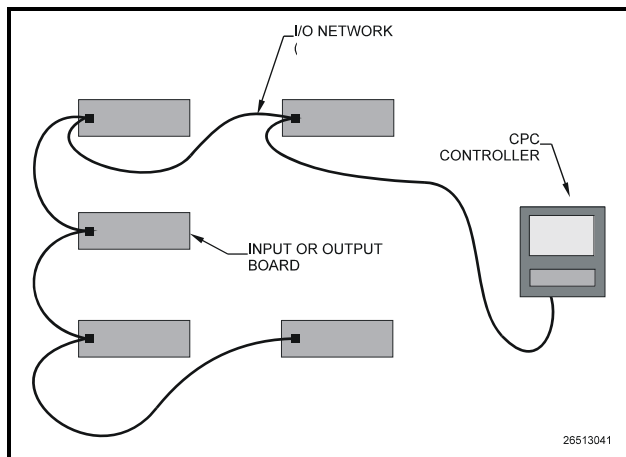 I/O NETWORK
(
CPC
CONTROLLER
INPUT OR OUTPUT
BOARD
26513041